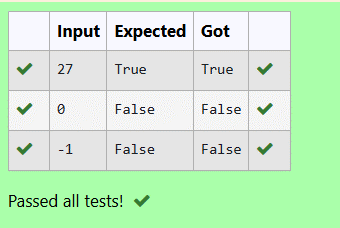 Input Expected Got
27 True True
0 False False
-1 False False
Passed all tests!